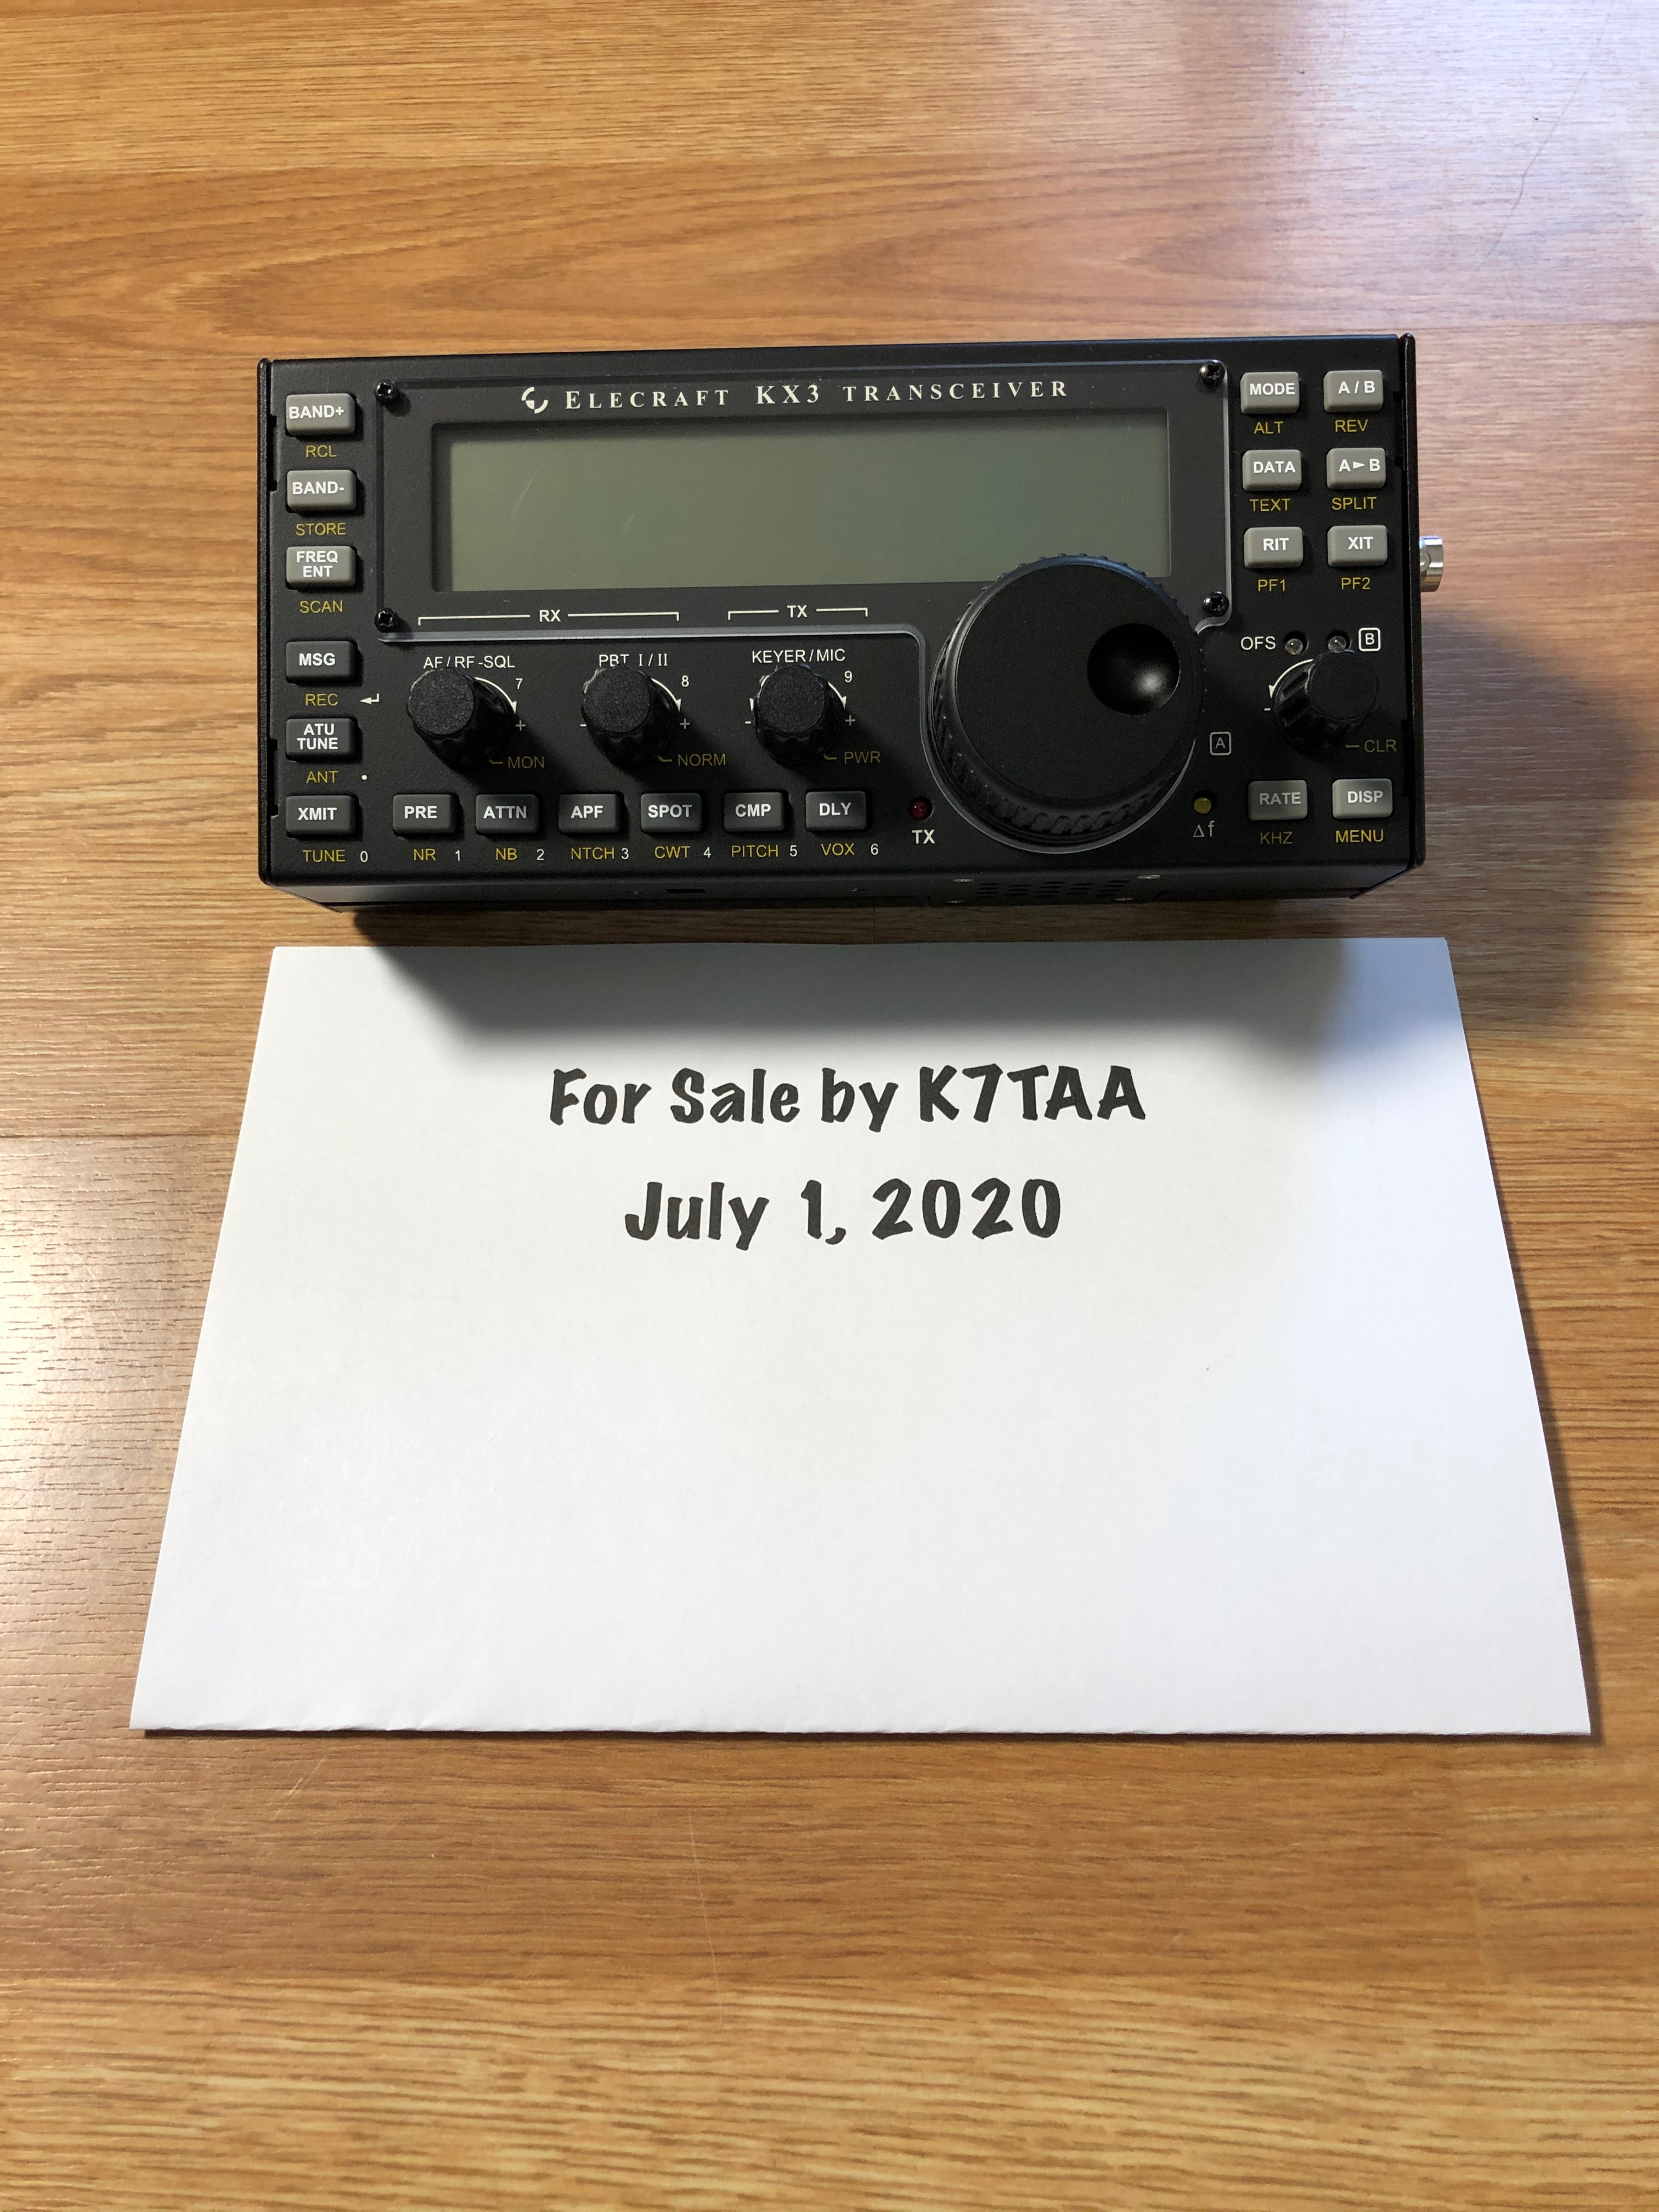 ELECRAFT KX3 TRANSCEIVER
BAND+
RCL
BAND-
STORE
FREQ
ENT
SCAN
MSG
REC
ATU
TUNE
ANT
XMIT
TUNE 0
RX
TX
AF/RF-SQL
7
+
MON
PBT I/II
8
- +
NORM
KEYER/MIC
9
- +
PWR
PRE
NR 1
ATTN
NB 2
APF
NTCH 3
SPOT
CWT 4
CMP
PITCH 5
DLY
VOX 6
TX
MODE
ALT
A/B
REV
DATA
TEXT
A►B
SPLIT
RIT
PF1
XIT
PF2
OFS
B
-
CLR
A
Δf
RATE
KHZ
DISP
MENU
For Sale by K7TAA
July 1, 2020